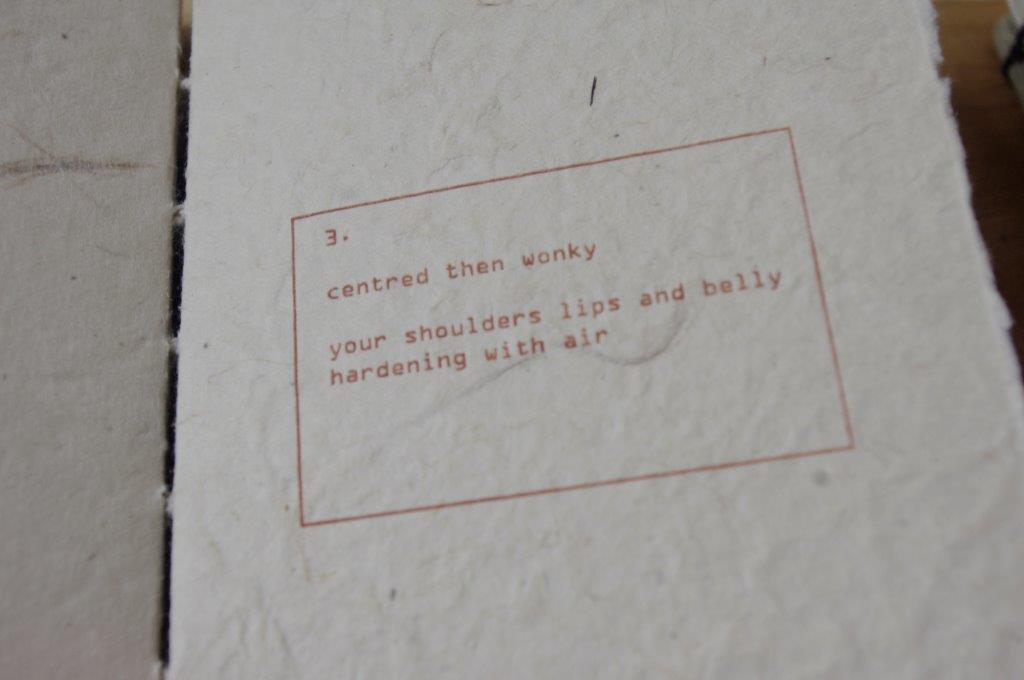 3.
centred then wonky
your shoulders lips and belly
hardening with air